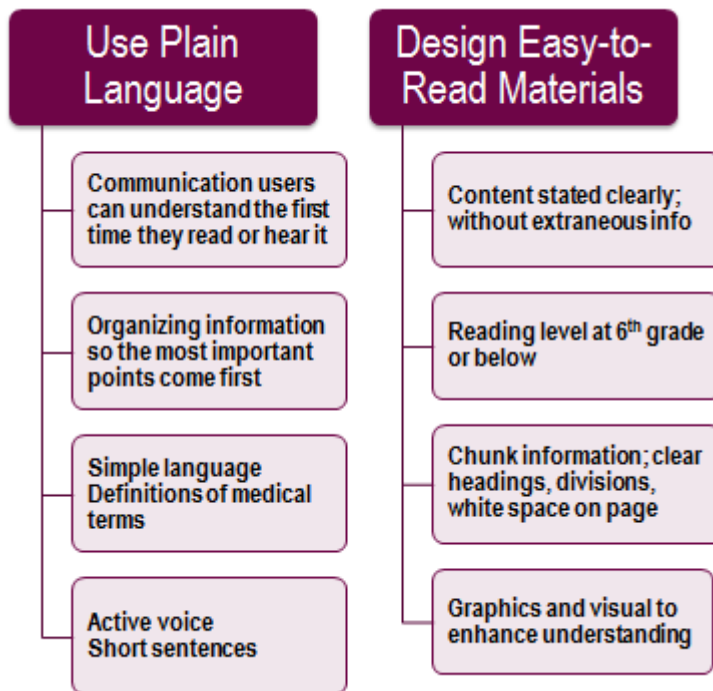 Use Plain
Language
Communication users
can understand the first
time they read or hear it
Organizing information
so the most important
points come first
Simple language
Definitions of medical
terms
Active voice
Short sentences
Design Easy-to-
Read Materials
Content stated clearly;
without extraneous info
Reading level at 6th grade
or below
Chunk information; clear
headings, divisions,
white space on page
Graphics and visual to
enhance understanding